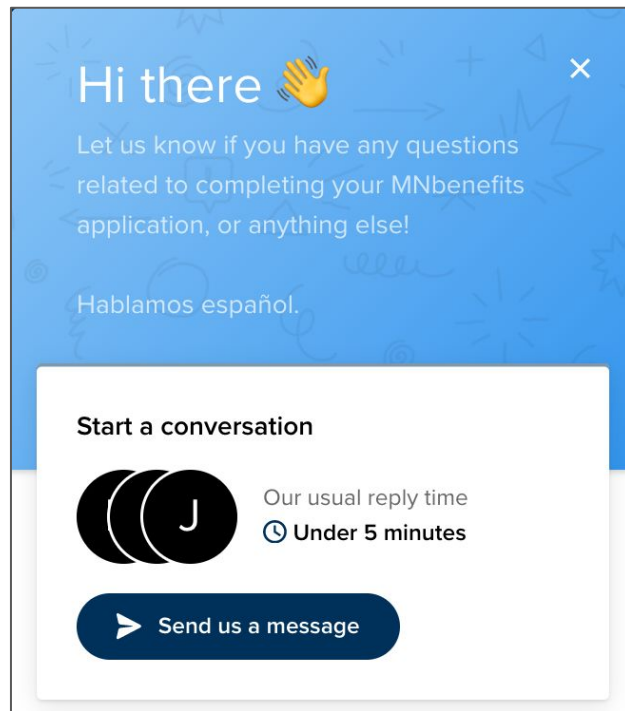 Hi there 👋
Let us know if you have any questions
related to completing your MNbenefits
application, or anything else!
Hablamos español.
Start a conversation
J
Our usual reply time
Under 5 minutes
Send us a message